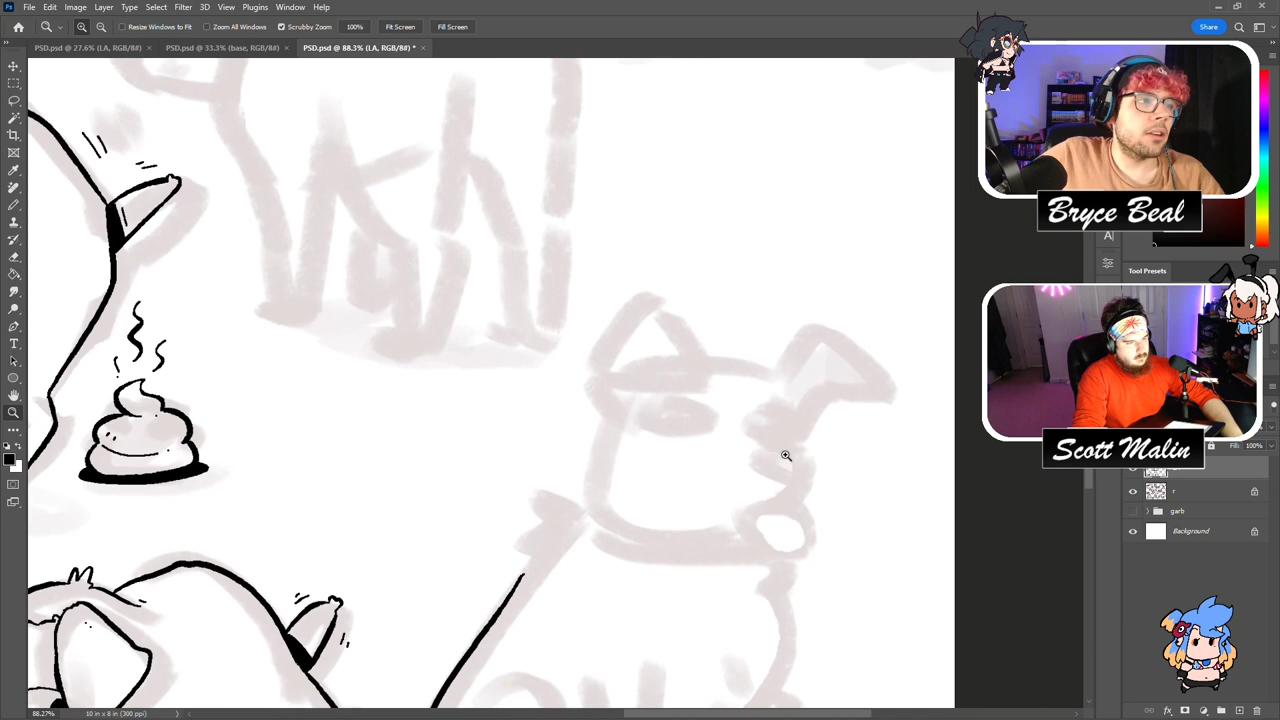 File Edit Image Layer Type Select Filter 3D View Plugins Window Help
Resize Windows to Fit Zoom All Windows Scrubby Zoom 100% Fit Screen Fill Screen Share
PSD.psd @ 27.6% (LA, RGB/8#) × PSD.psd @ 33.3% (base, RGB/8#) × PSD.psd @ 88.3% (LA, RGB/8#) * ×
Bryce Beal
Tool Presets
Scott Malin
Fill: 100%
r
garb
Background
88.27% 10 in x 8 in (300 ppi)